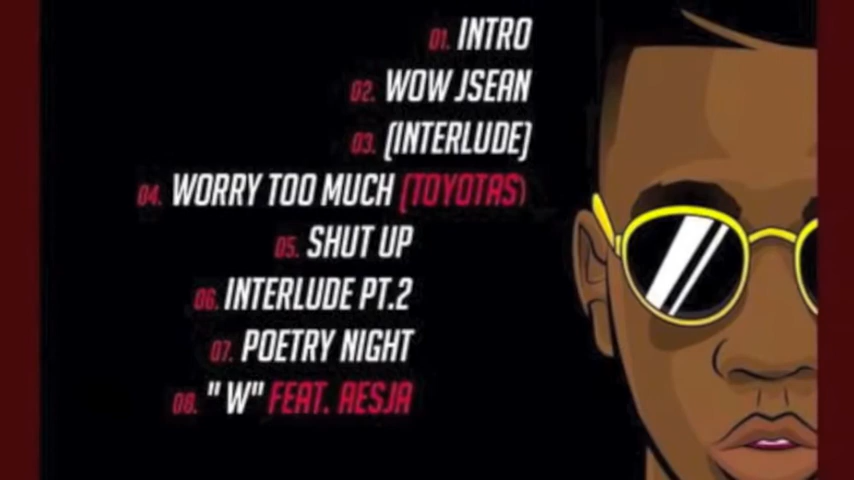 01. INTRO
02. WOW JSEAN
03. (INTERLUDE)
04. WORRY TOO MUCH (TOYOTAS)
05. SHUT UP
06. INTERLUDE PT.2
07. POETRY NIGHT
08. "W" FEAT. AESJA